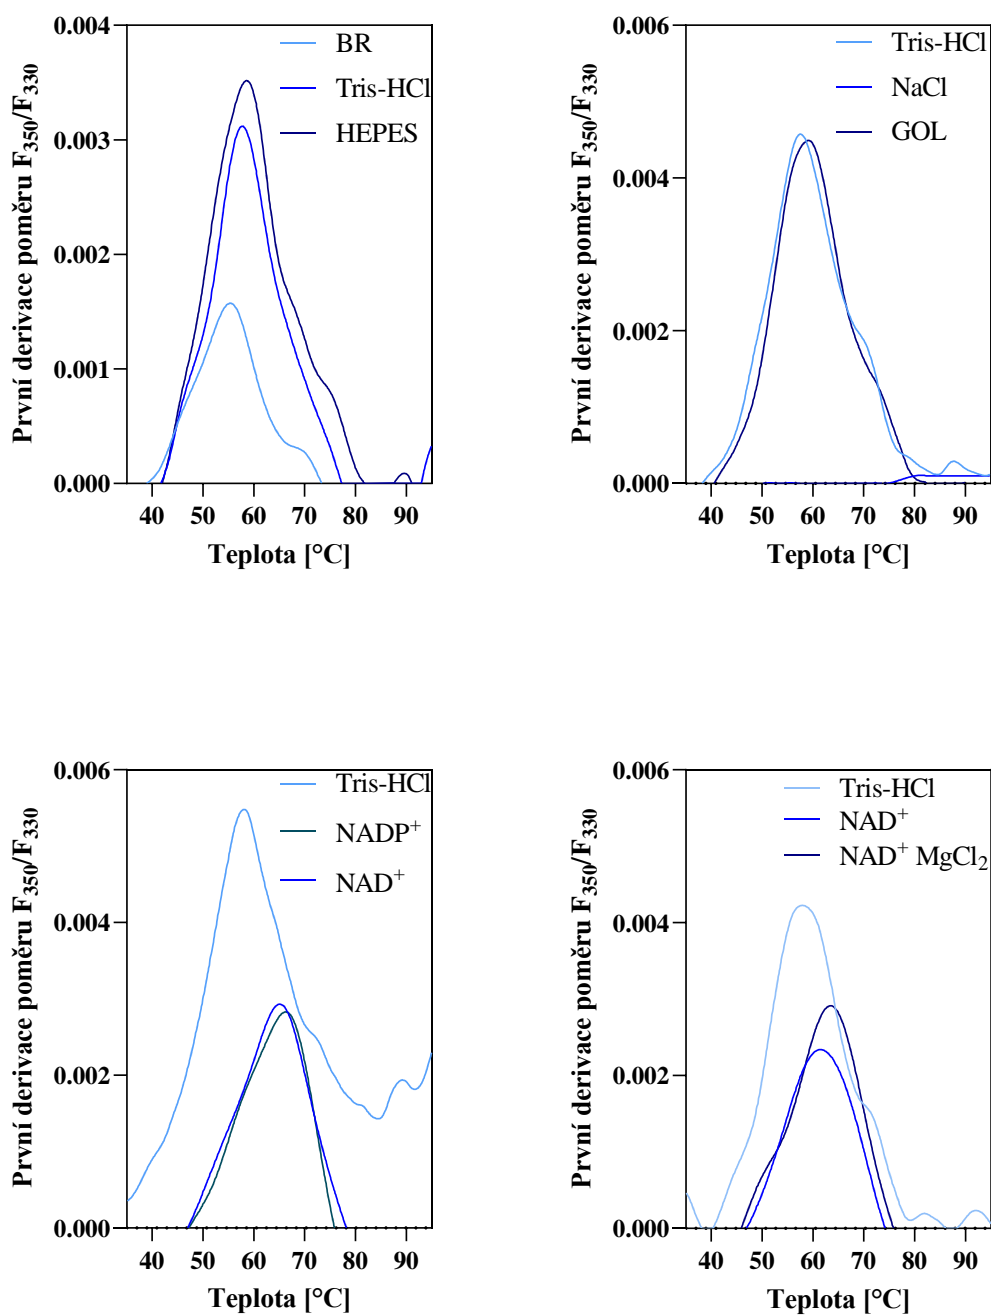 První derivace poměru F350/F330
0.004
0.003
0.002
0.001
0.000
BR
Tris-HCl
HEPES
40 50 60 70 80 90
Teplota [°C]
První derivace poměru F350/F330
0.006
0.004
0.002
0.000
Tris-HCl
NaCl
GOL
40 50 60 70 80 90
Teplota [°C]
První derivace poměru F350/F330
0.006
0.004
0.002
0.000
Tris-HCl
NADP+
NAD+
40 50 60 70 80 90
Teplota [°C]
První derivace poměru F350/F330
0.006
0.004
0.002
0.000
Tris-HCl
NAD+
NAD+ MgCl2
40 50 60 70 80 90
Teplota [°C]